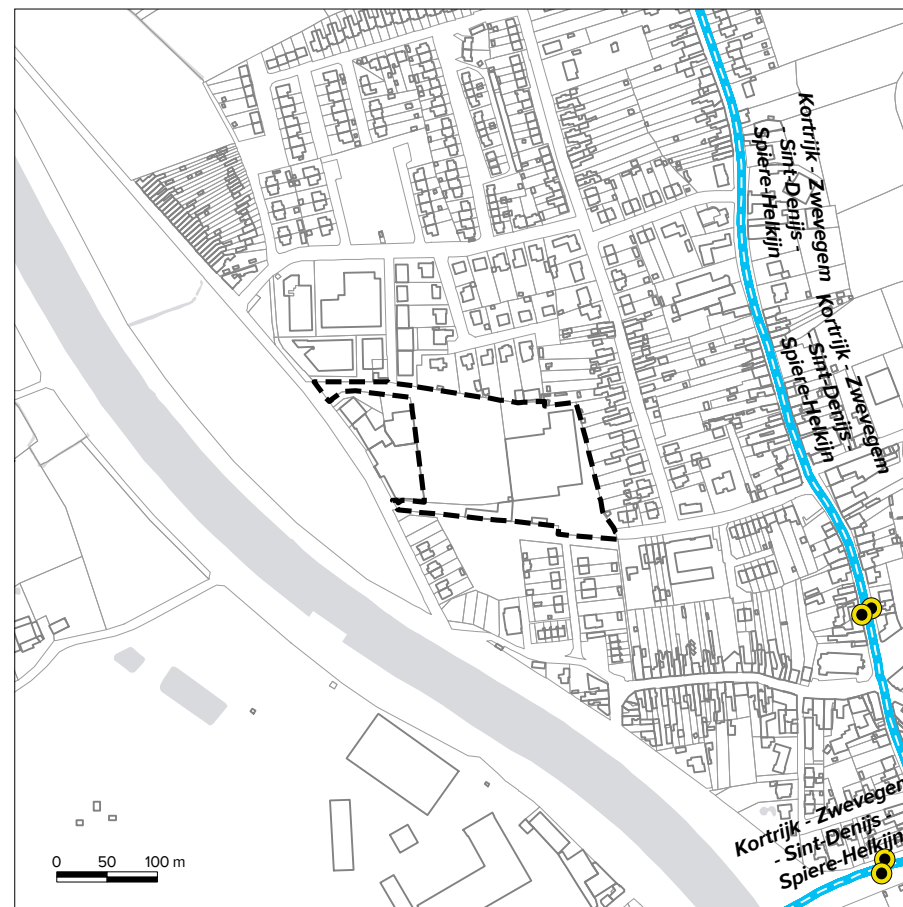 Kortrijk - Zwevegem
- Sint-Denijs -
Spiere-Helkijn
Kortrijk - Zwevegem
- Sint-Denijs -
Spiere-Helkijn
Kortrijk - Zwevegem
- Sint-Denijs -
Spiere-Helkijn
0 50 100 m